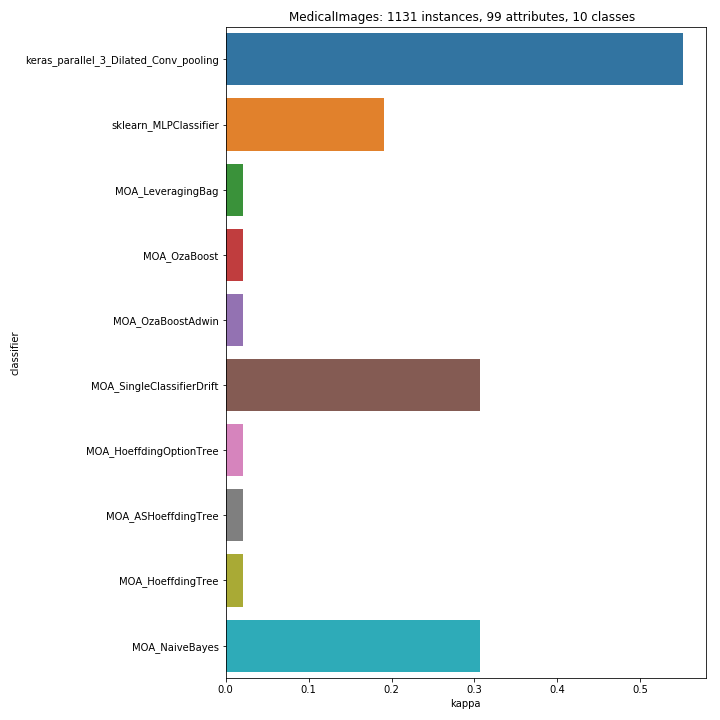 MedicalImages: 1131 instances, 99 attributes, 10 classes
keras_parallel_3_Dilated_Conv_pooling
sklearn_MLPClassifier
MOA_LeveragingBag
MOA_OzaBoost
MOA_OzaBoostAdwin
classifier
MOA_SingleClassifierDrift
MOA_HoeffdingOptionTree
MOA_ASHoeffdingTree
MOA_HoeffdingTree
MOA_NaiveBayes
0.0 0.1 0.2 0.3 0.4 0.5
kappa